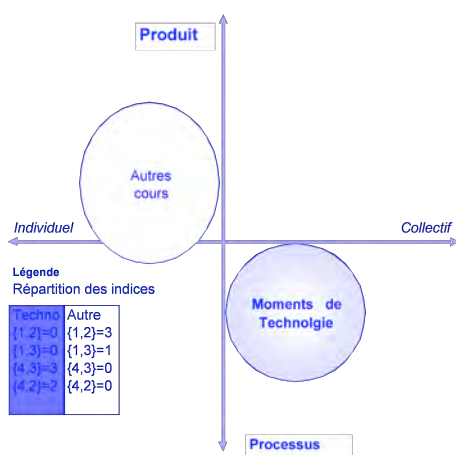 Produit
Autres
cours
Individuel
Collectif
Légende
Répartition des indices
Techno Autre
{1,2}=0 {1,2}=3
{1,3}=0 {1,3}=1
{4,3}=3 {4,3}=0
{4,2}=2 {4,2}=0
Moments de
Technolgie
Processus